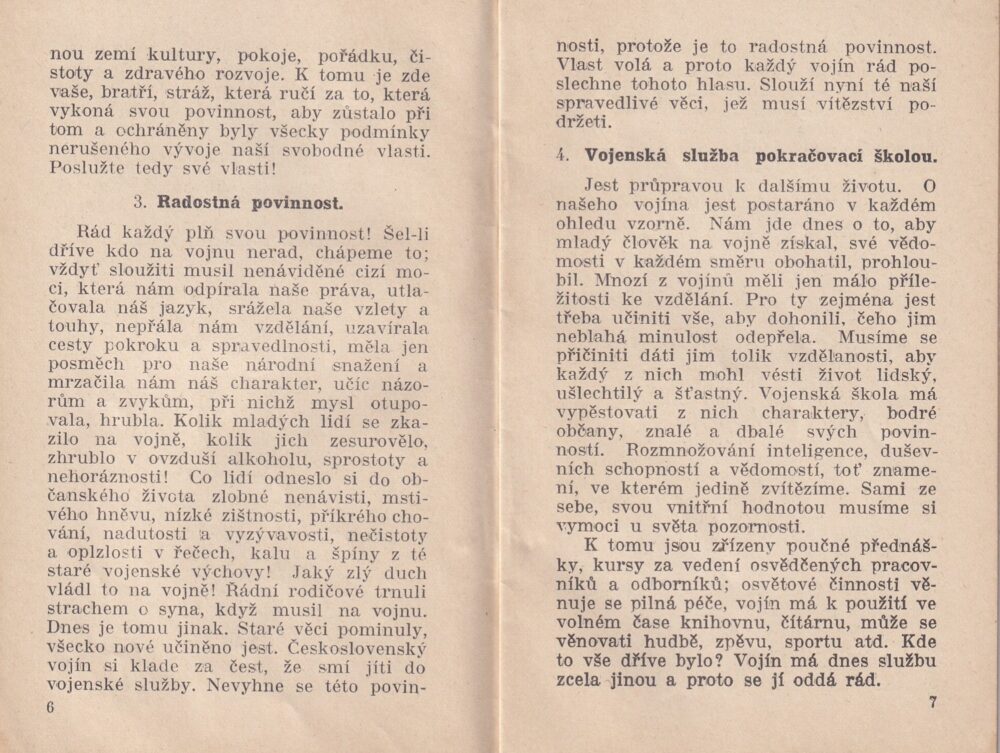 nou zemí kultury, pokoje, pořádku, či-
stoty a zdravého rozvoje. K tomu je zde
vaše, bratří, stráž, která ručí za to, která
vykoná svou povinnost, aby zůstalo při
tom a ochráněny byly všecky podmínky
nerušeného vývoje naší svobodné vlasti.
Poslužte tedy své vlasti!
3. Radostná povinnost.
Rád každý plň svou povinnost! Šel-li
dříve kdo na vojnu nerad, chápeme to;
vždyť sloužiti musil nenáviděné cizí mo-
ci, která nám odpírala naše práva, utla-
čovala náš jazyk, srážela naše vzlety a
touhy, nepřála nám vzdělání, uzavírala
cesty pokroku a spravedlnosti, měla jen
posměch pro naše národní snažení a
mrzačila nám náš charakter, učíc názo-
rům a zvykům, při nichž mysl otupo-
vala, hrubla. Kolik mladých lidí se zka-
zilo na vojně, kolik jich zesurovělo,
zhrublo v ovzduší alkoholu, sprostoty a
nehoráznosti! Co lidí odneslo si do ob-
čanského života zlobné nenávisti, msti-
vého hněvu, nízké zištnosti, příkrého cho-
vání, nadutosti a vyzývavosti, nečistoty
a oplzlosti v řečech, kalu a špíny z té
staré vojenské výchovy! Jaký zlý duch
vládl to na vojně! Řádní rodičové trnuli
strachem o syna, když musil na vojnu.
Dnes je tomu jinak. Staré věci pominuly,
všecko nové učiněno jest. Československý
vojín si klade za čest, že smí jíti do
vojenské služby. Nevyhne se této povin-
6
nosti, protože je to radostná povinnost.
Vlast volá a proto každý vojín rád po-
slechne tohoto hlasu. Slouží nyní té naší
spravedlivé věci, jež musí vítězství po-
držeti.
4. Vojenská služba pokračovací školou.
Jest průpravou k dalšímu životu. O
našeho vojína jest postaráno v každém
ohledu vzorně. Nám jde dnes o to, aby
mladý člověk na vojně získal, své vědo-
mosti v každém směru obohatil, prohlou-
bil. Mnozí z vojínů měli jen málo příle-
žitosti ke vzdělání. Pro ty zejména jest
třeba učiniti vše, aby dohonili, čeho jim
neblahá minulost odepřela. Musíme se
přičiniti dáti jim tolik vzdělanosti, aby
každý z nich mohl vésti život lidský,
ušlechtilý a šťastný. Vojenská škola má
vypěstovati z nich charaktery, bodré
občany, znalé a dbalé svých povin-
ností. Rozmnožování inteligence, dušev-
ních schopností a vědomostí, toť zname-
ní, ve kterém jedině zvítězíme. Sami ze
sebe, svou vnitřní hodnotou musíme si
vymoci u světa pozornosti.
K tomu jsou zřízeny poučné přednáš-
ky, kursy za vedení osvědčených pracov-
níků a odborníků; osvětové činnosti vě-
nuje se pilná péče, vojín má k použití ve
volném čase knihovnu, čítárnu, může se
věnovati hudbě, zpěvu, sportu atd. Kde
to vše dříve bylo? Vojín má dnes službu
zcela jinou a proto se jí oddá rád.
7